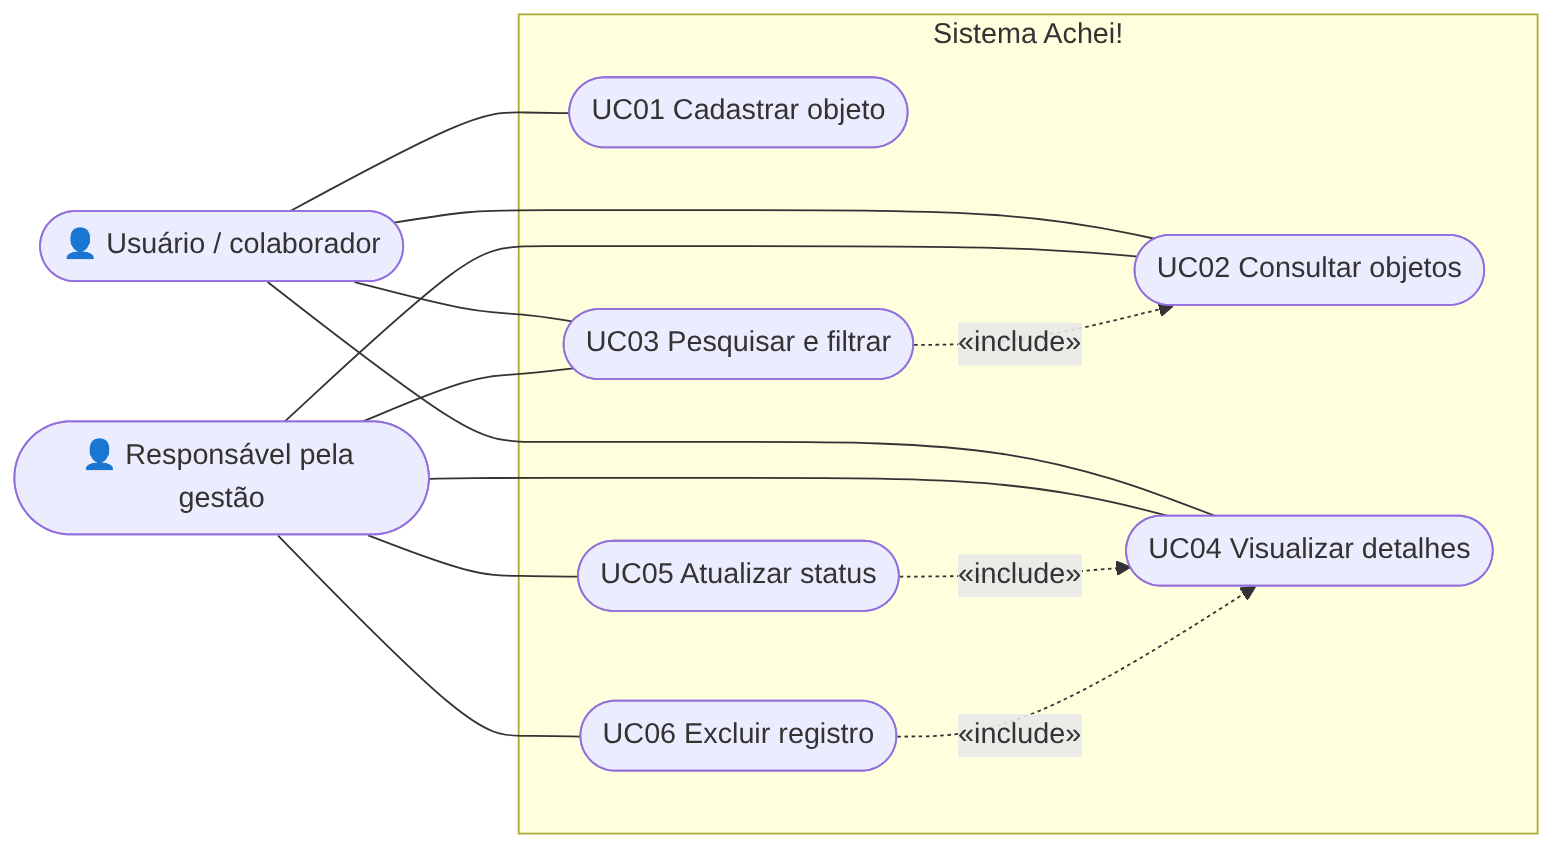 Sistema Achei!
UC01 Cadastrar objeto
👤 Usuário / colaborador
UC02 Consultar objetos
UC03 Pesquisar e filtrar
«include»
👤 Responsável pela
gestão
UC04 Visualizar detalhes
UC05 Atualizar status
«include»
UC06 Excluir registro
«include»